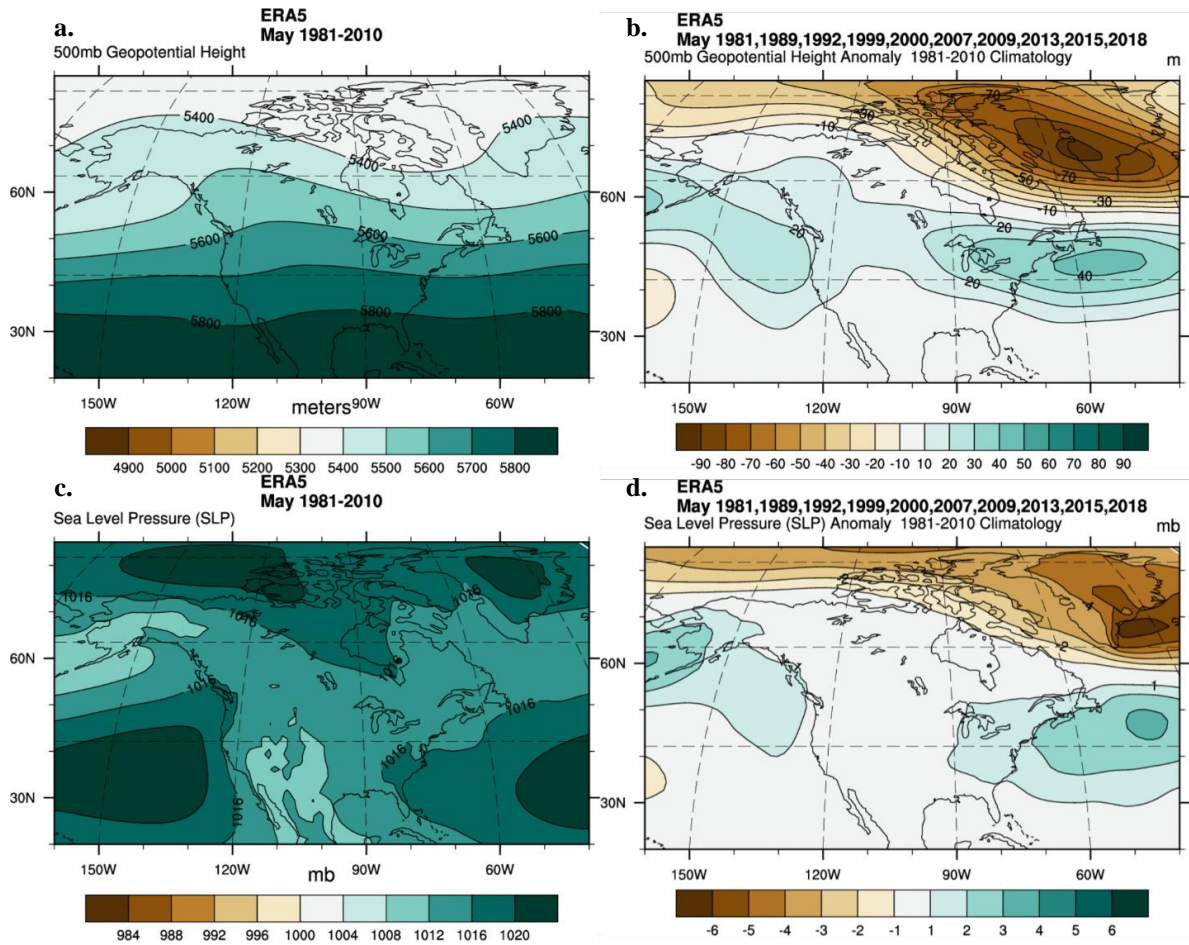 a.
ERA5
May 1981-2010
500mb Geopotential Height
5400
5400
5400
5600
5600
5800
5800
60N
30N
150W
120W
90W
60W
meters
4900 5000 5100 5200 5300 5400 5500 5600 5700 5800
b.
ERA5
May 1981,1989,1992,1999,2000,2007,2009,2013,2015,2018
500mb Geopotential Height Anomaly 1981-2010 Climatology
m
-70
-30
-10
-50
-70
-30
-10
20
20
20
40
60N
30N
150W
120W
90W
60W
-90 -80 -70 -60 -50 -40 -30 -20 -10 10 20 30 40 50 60 70 80 90
c.
ERA5
May 1981-2010
Sea Level Pressure (SLP)
1016
1016
1016
1016
1016
1016
1016
1016
60N
30N
150W
120W
90W
60W
mb
984 988 992 996 1000 1004 1008 1012 1016 1020
d.
ERA5
May 1981,1989,1992,1999,2000,2007,2009,2013,2015,2018
Sea Level Pressure (SLP) Anomaly 1981-2010 Climatology
mb
-2
-4
-2
1
60N
30N
150W
120W
90W
60W
-6 -5 -4 -3 -2 -1 1 2 3 4 5 6